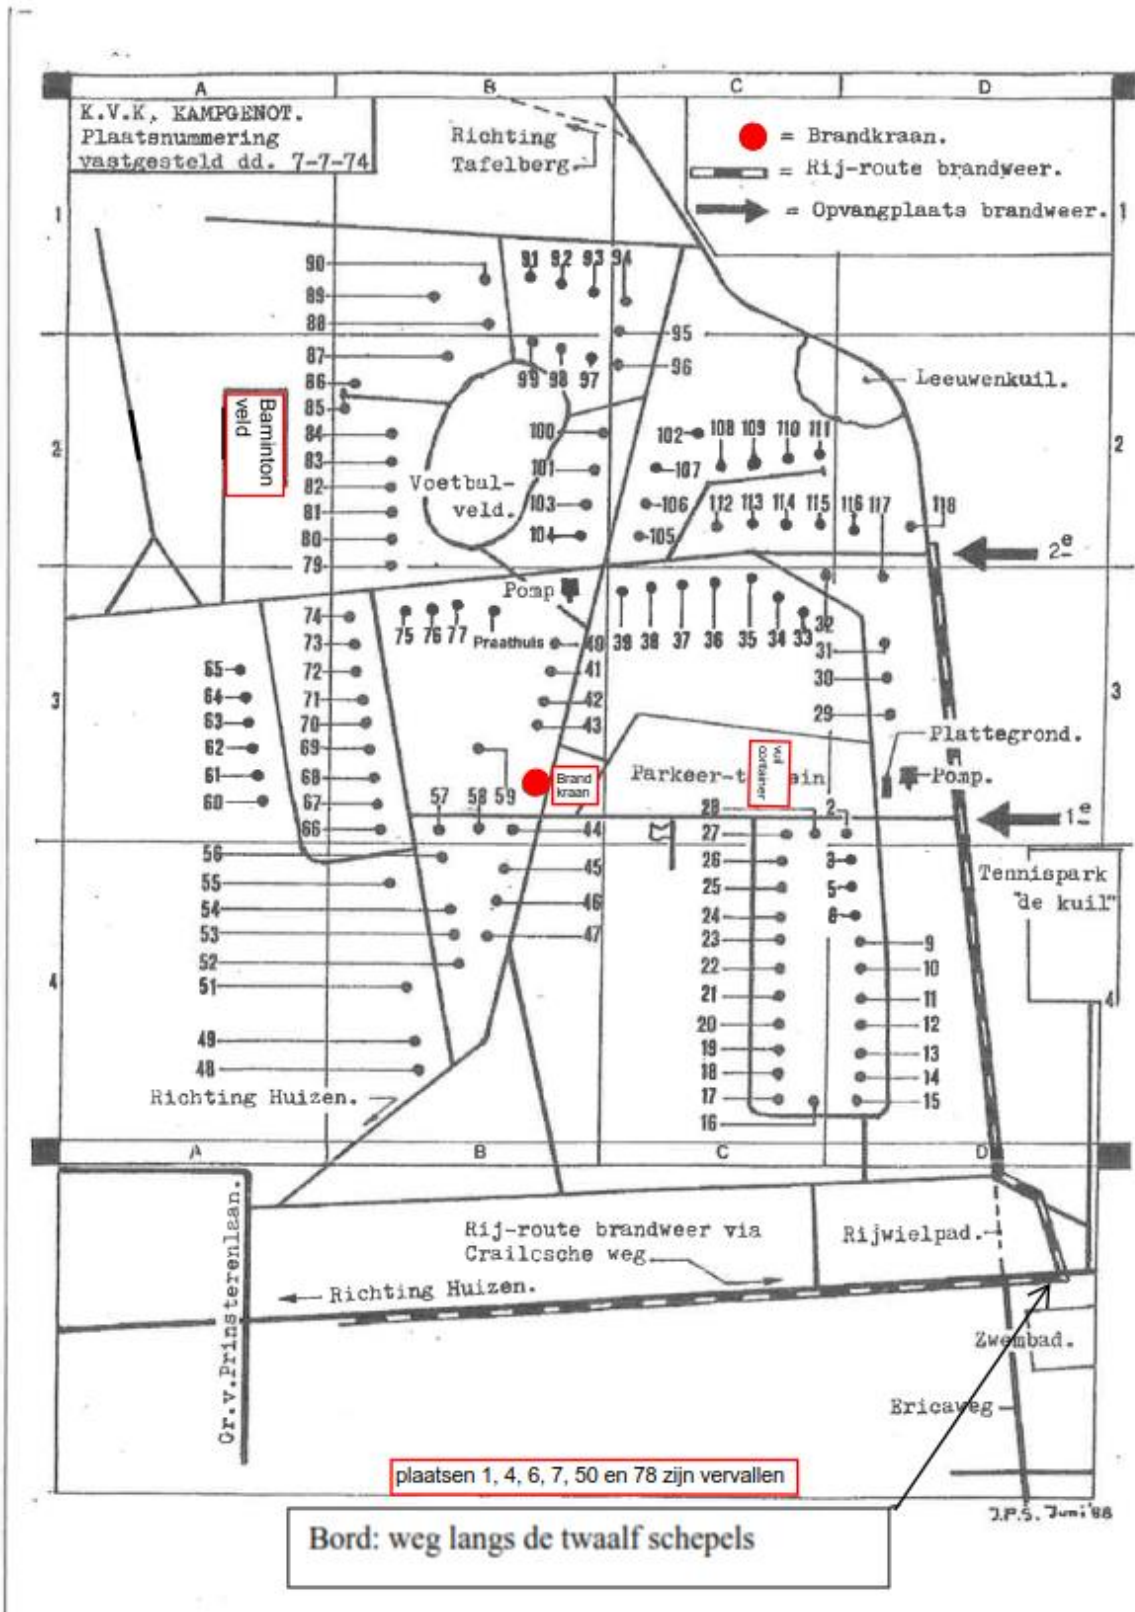 A
B
C
D
K.V.K, KAMPGENOT.
Plaatsnummering
vastgesteld dd. 7-7-74
Richting
Tafelberg.
= Brandkraan.
= Rij-route brandweer.
= Opvangplaats brandweer.
1
1
90
91
92
93
94
89
88
95
87
99
98
97
96
86
Leeuwenkuil.
85
Baminton
veld
84
100
102
108
109
110
111
2
2
83
101
107
82
Voetbal-
veld.
81
103
106
112
113
114
115
116
117
118
80
104
105
2e
79
Pomp
74
75
76
77
Praathuis
40
39
38
37
36
35
34
33
32
73
31
65
72
41
30
64
71
42
3
3
63
70
43
29
62
69
Plattegrond.
61
68
Brand
kraan
Parkeer-t
ein
vuil
container
Pomp.
60
67
57
58
59
28
2
1e
66
44
27
56
45
26
3
Tennispark
"de kuil"
55
25
5
54
46
24
53
47
23
9
52
22
10
4
51
21
11
4
20
12
49
19
13
48
18
14
Richting Huizen.
17
15
16
A
B
C
D
Gr.v.Prinsterenlaan.
Rij-route brandweer via
Crailosche weg
Rijwielpad.
Richting Huizen.
Zwembad.
Ericaweg
plaatsen 1, 4, 6, 7, 50 en 78 zijn vervallen
J.P.S. Juni '88
Bord: weg langs de twaalf schepels